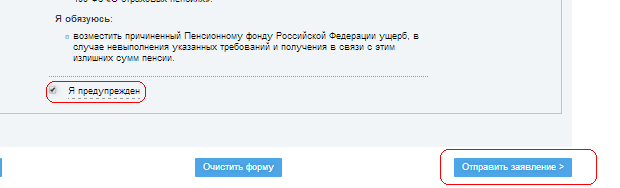 Я обязуюсь:
возместить причиненный Пенсионному фонду Российской Федерации ущерб, в
случае невыполнения указанных требований и получения в связи с этим
излишних сумм пенсии.
Я предупрежден
Очистить форму
Отправить заявление >